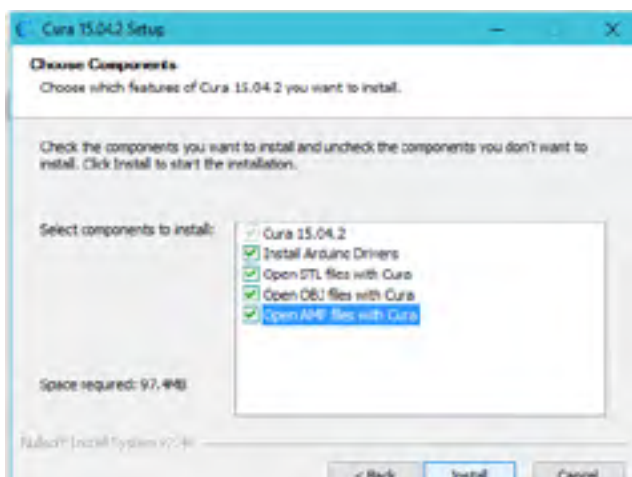 Cura 15.04.2 Setup
Choose Components
Choose which features of Cura 15.04.2 you want to install.
Check the components you want to install and uncheck the components you don't want to
install. Click Install to start the installation.
Select components to install:
Cura 15.04.2
Install Arduino Drivers
Open STL files with Cura
Open OBJ files with Cura
Open AMF files with Cura
Space required: 97.4MB
Nullsoft Install System
< Back
Install
Cancel